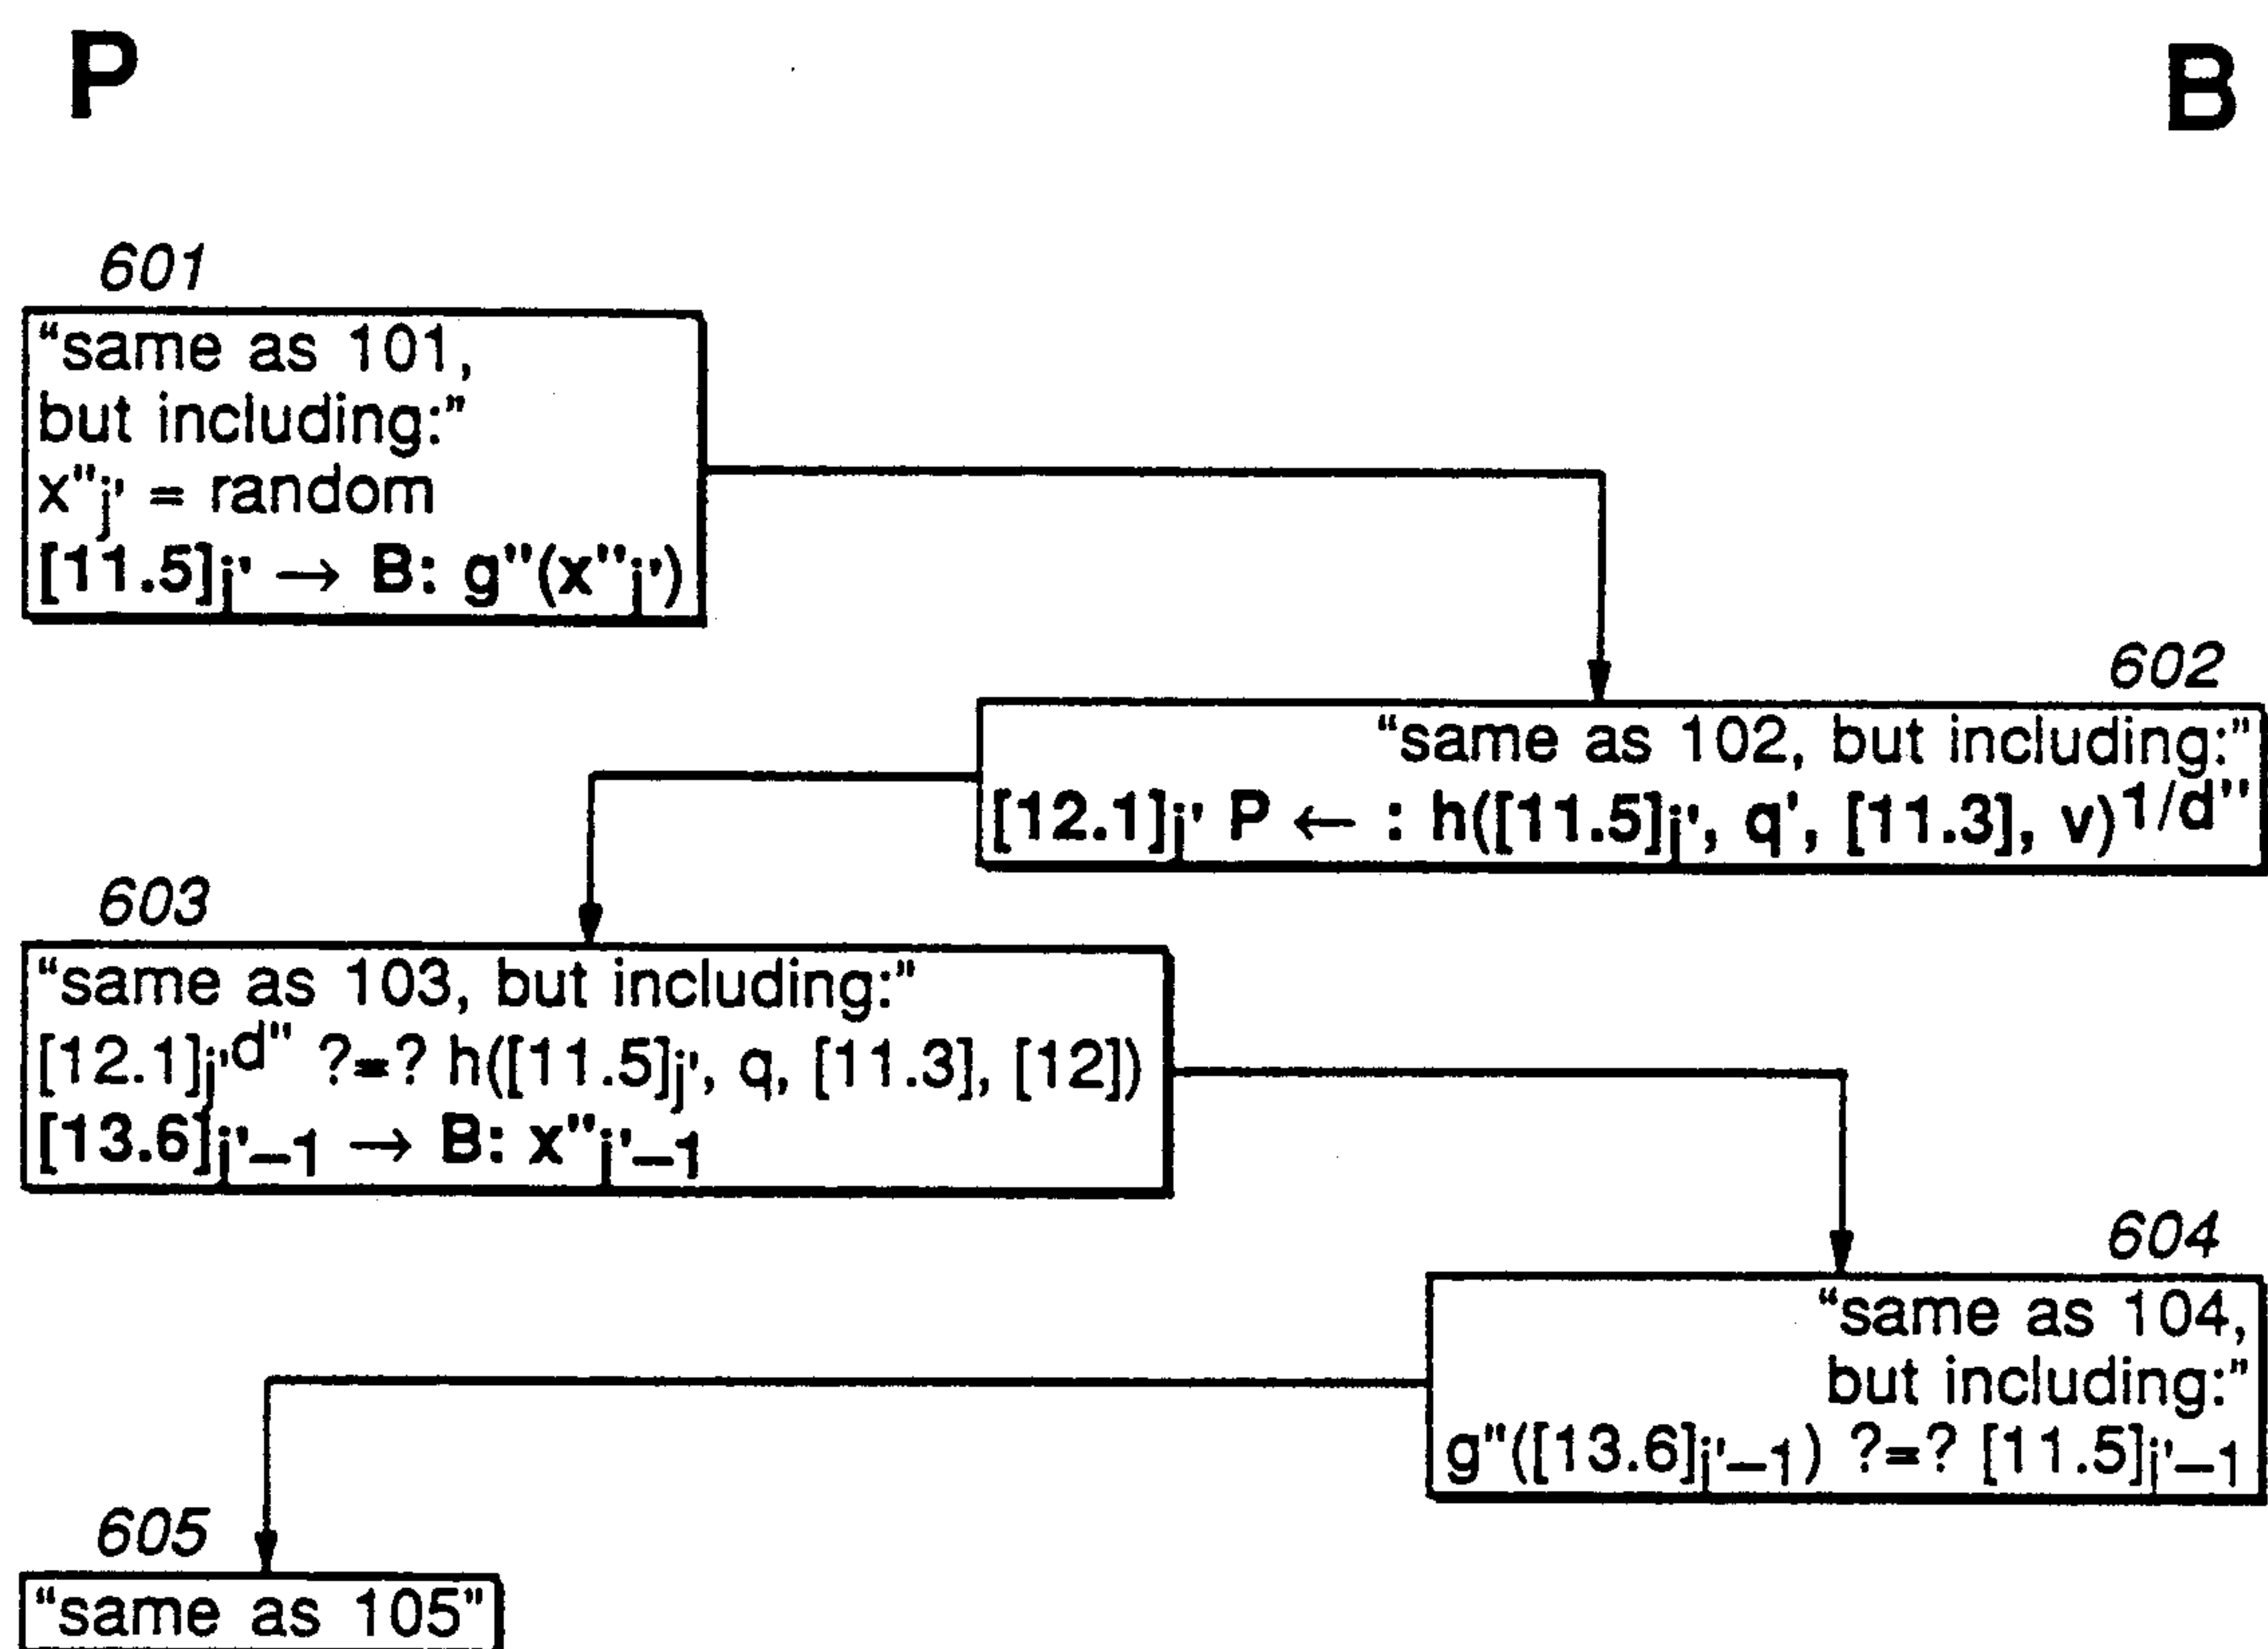 P
B
601
“same as 101,
but including:”
x"j' = random
[11.5]j' → B: g"(x"j')
602
“same as 102, but including:”
[12.1]j' P ← : h([11.5]j', q', [11.3], v)1/d"
603
“same as 103, but including:”
[12.1]j'd" ?=? h([11.5]j', q, [11.3], [12])
[13.6]j'–1 → B: x"j'–1
604
“same as 104,
but including:”
g"([13.6]j'–1) ?=? [11.5]j'–1
605
“same as 105”